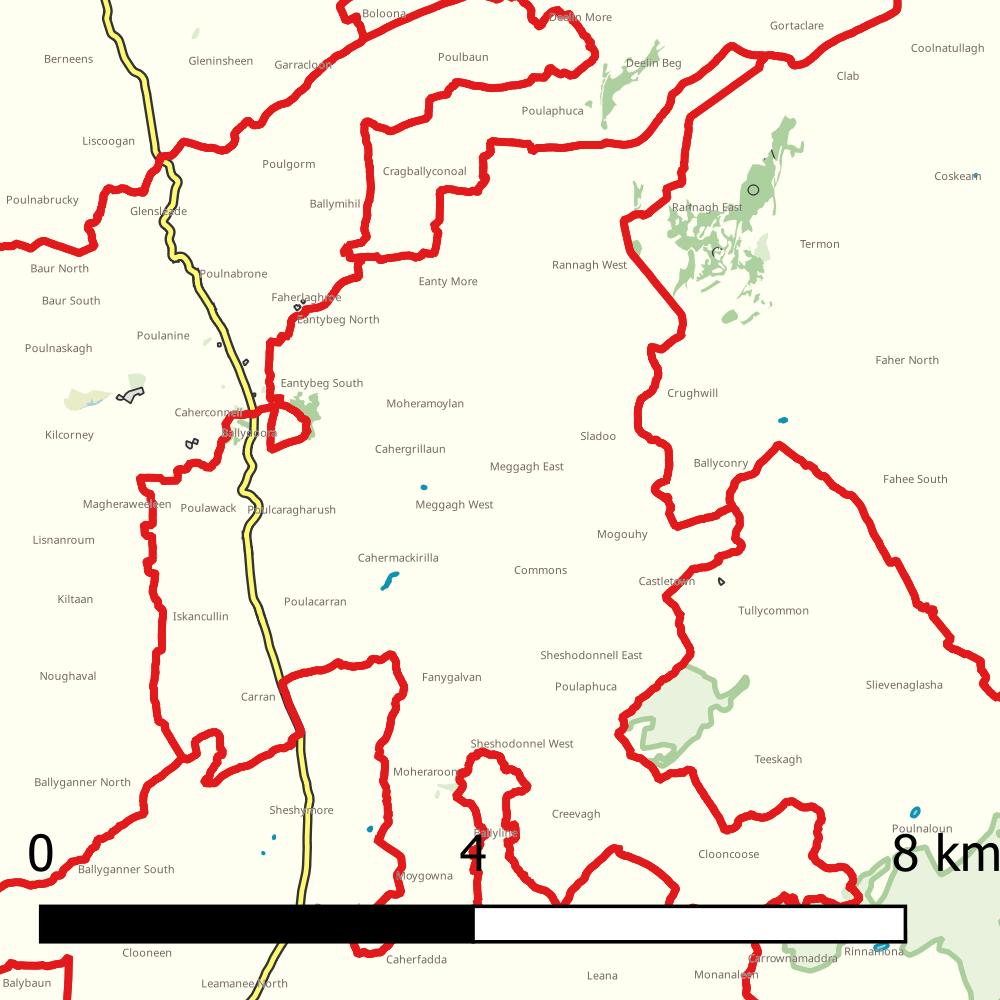 Boloona
Deelin More
Gortaclare
Coolnatullagh
Berneens
Gleninsheen
Garracloon
Poulbaun
Deelin Beg
Clab
Poulaphuca
Liscoogan
Poulgorm
Cragballyconoal
Coskeam
Poulnabrucky
Glenslade
Ballymihil
Rannagh East
Termon
Baur North
Poulnabrone
Eanty More
Rannagh West
Baur South
Faherlaghroe
Eantybeg North
Poulanine
Poulnaskagh
Faher North
Eantybeg South
Crughwill
Caherconnell
Moheramoylan
Kilcorney
Ballydoora
Sladoo
Cahergrillaun
Meggagh East
Ballyconry
Fahee South
Magheraweeleen
Poulawack
Poulcaragharush
Meggagh West
Lisnanroum
Mogouhy
Cahermackirilla
Commons
Castletown
Kiltaan
Poulacarran
Tullycommon
Iskancullin
Sheshodonnell East
Noughaval
Fanygalvan
Poulaphuca
Slievenaglasha
Carran
Sheshodonnel West
Teeskagh
Ballyganner North
Moheraroon
Sheshymore
Creevagh
Ballyline
Poulnaloun
0 4 8 km
Clooncoose
Ballyganner South
Moygowna
Clooneen
Caherfadda
Carrownamaddra
Rinnamona
Balybaun
Leamanee North
Leana
Monanaleen